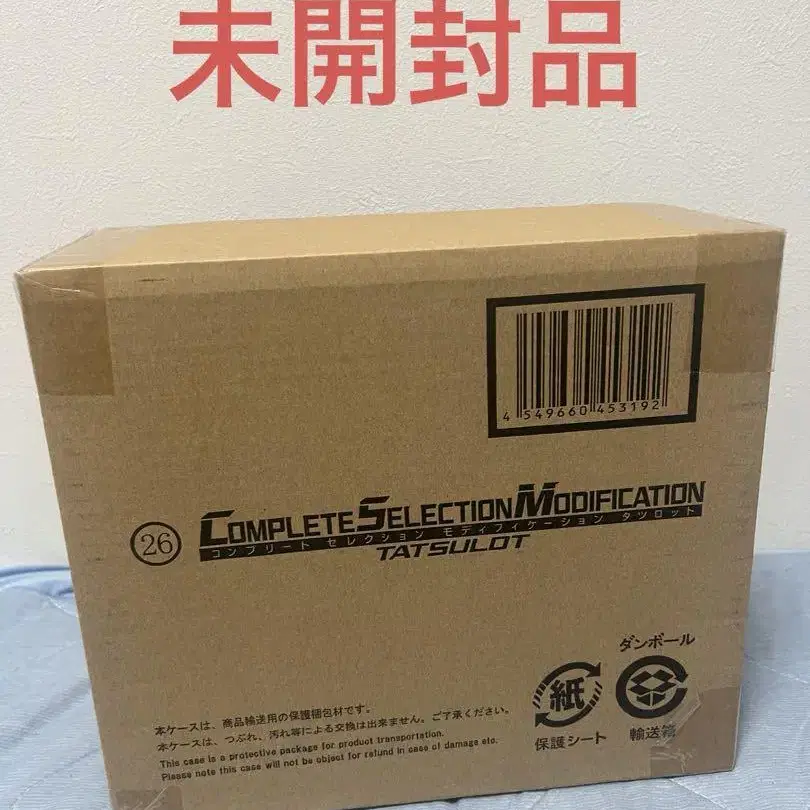 未開封品
4 549660 453192
26
COMPLETE SELECTION MODIFICATION
コンプリート セレクション モディフィケーション タツロット
TATSULOT
ダンボール
紙
保護シート
輸送箱
本ケースは、商品輸送用の保護梱包材です。
本ケースは、つぶれ、汚れ等による交換は出来ません。ご了承ください。
This case is a protective package for product transportation.
Please note this case will not be object for refund in case of damage etc.